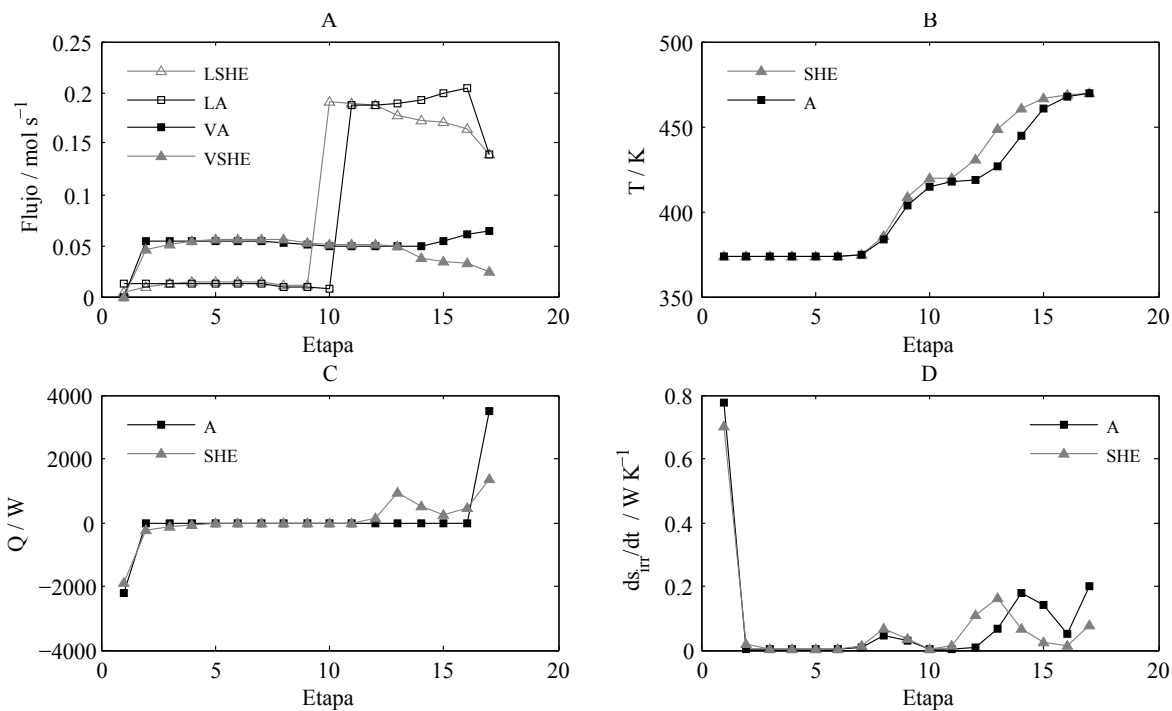 A
Flujo / mol s⁻¹
0.25
0.2
0.15
0.1
0.05
0
LSHE
LA
VA
VSHE
0 5 10 15 20
Etapa
B
T / K
500
400
350
SHE
A
0 5 10 15 20
Etapa
C
Q / W
4000
2000
0
−2000
−4000
A
SHE
0 5 10 15 20
Etapa
D
ds_irr/dt / W K⁻¹
0.8
0.6
0.4
0.2
0
A
SHE
0 5 10 15 20
Etapa